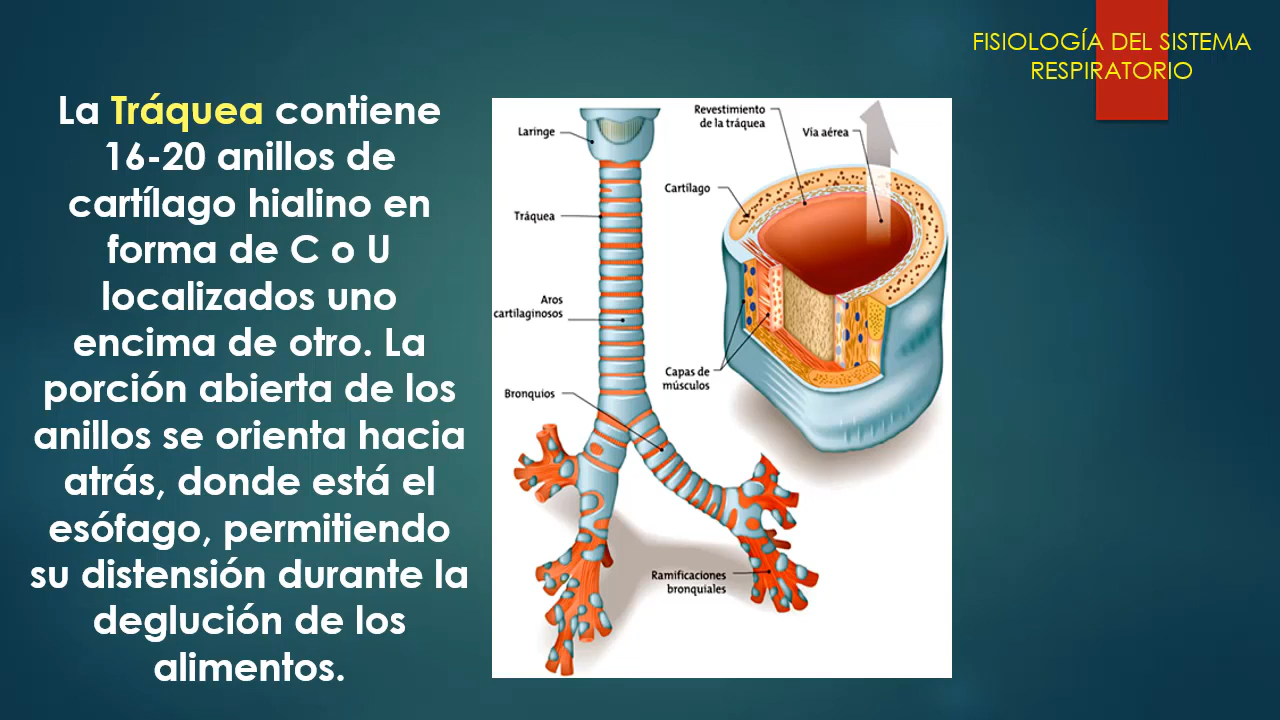 FISIOLOGÍA DEL SISTEMA
RESPIRATORIO
La Tráquea contiene
16-20 anillos de
cartílago hialino en
forma de C o U
localizados uno
encima de otro. La
porción abierta de los
anillos se orienta hacia
atrás, donde está el
esófago, permitiendo
su distensión durante la
deglución de los
alimentos.
Laringe
Tráquea
Aros
cartilaginosos
Bronquios
Ramificaciones
bronquiales
Revestimiento
de la tráquea
Vía aérea
Cartílago
Capas de
músculos